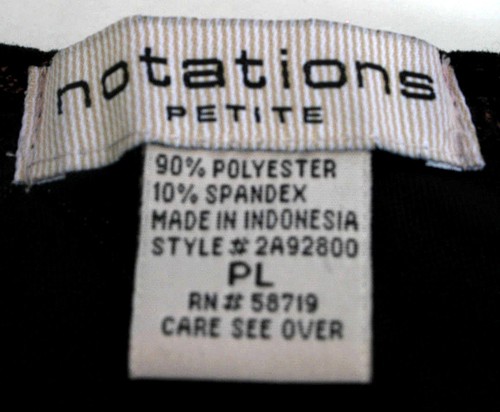 notations
PETITE
90% POLYESTER
10% SPANDEX
MADE IN INDONESIA
STYLE # 2A92800
PL
RN # 58719
CARE SEE OVER